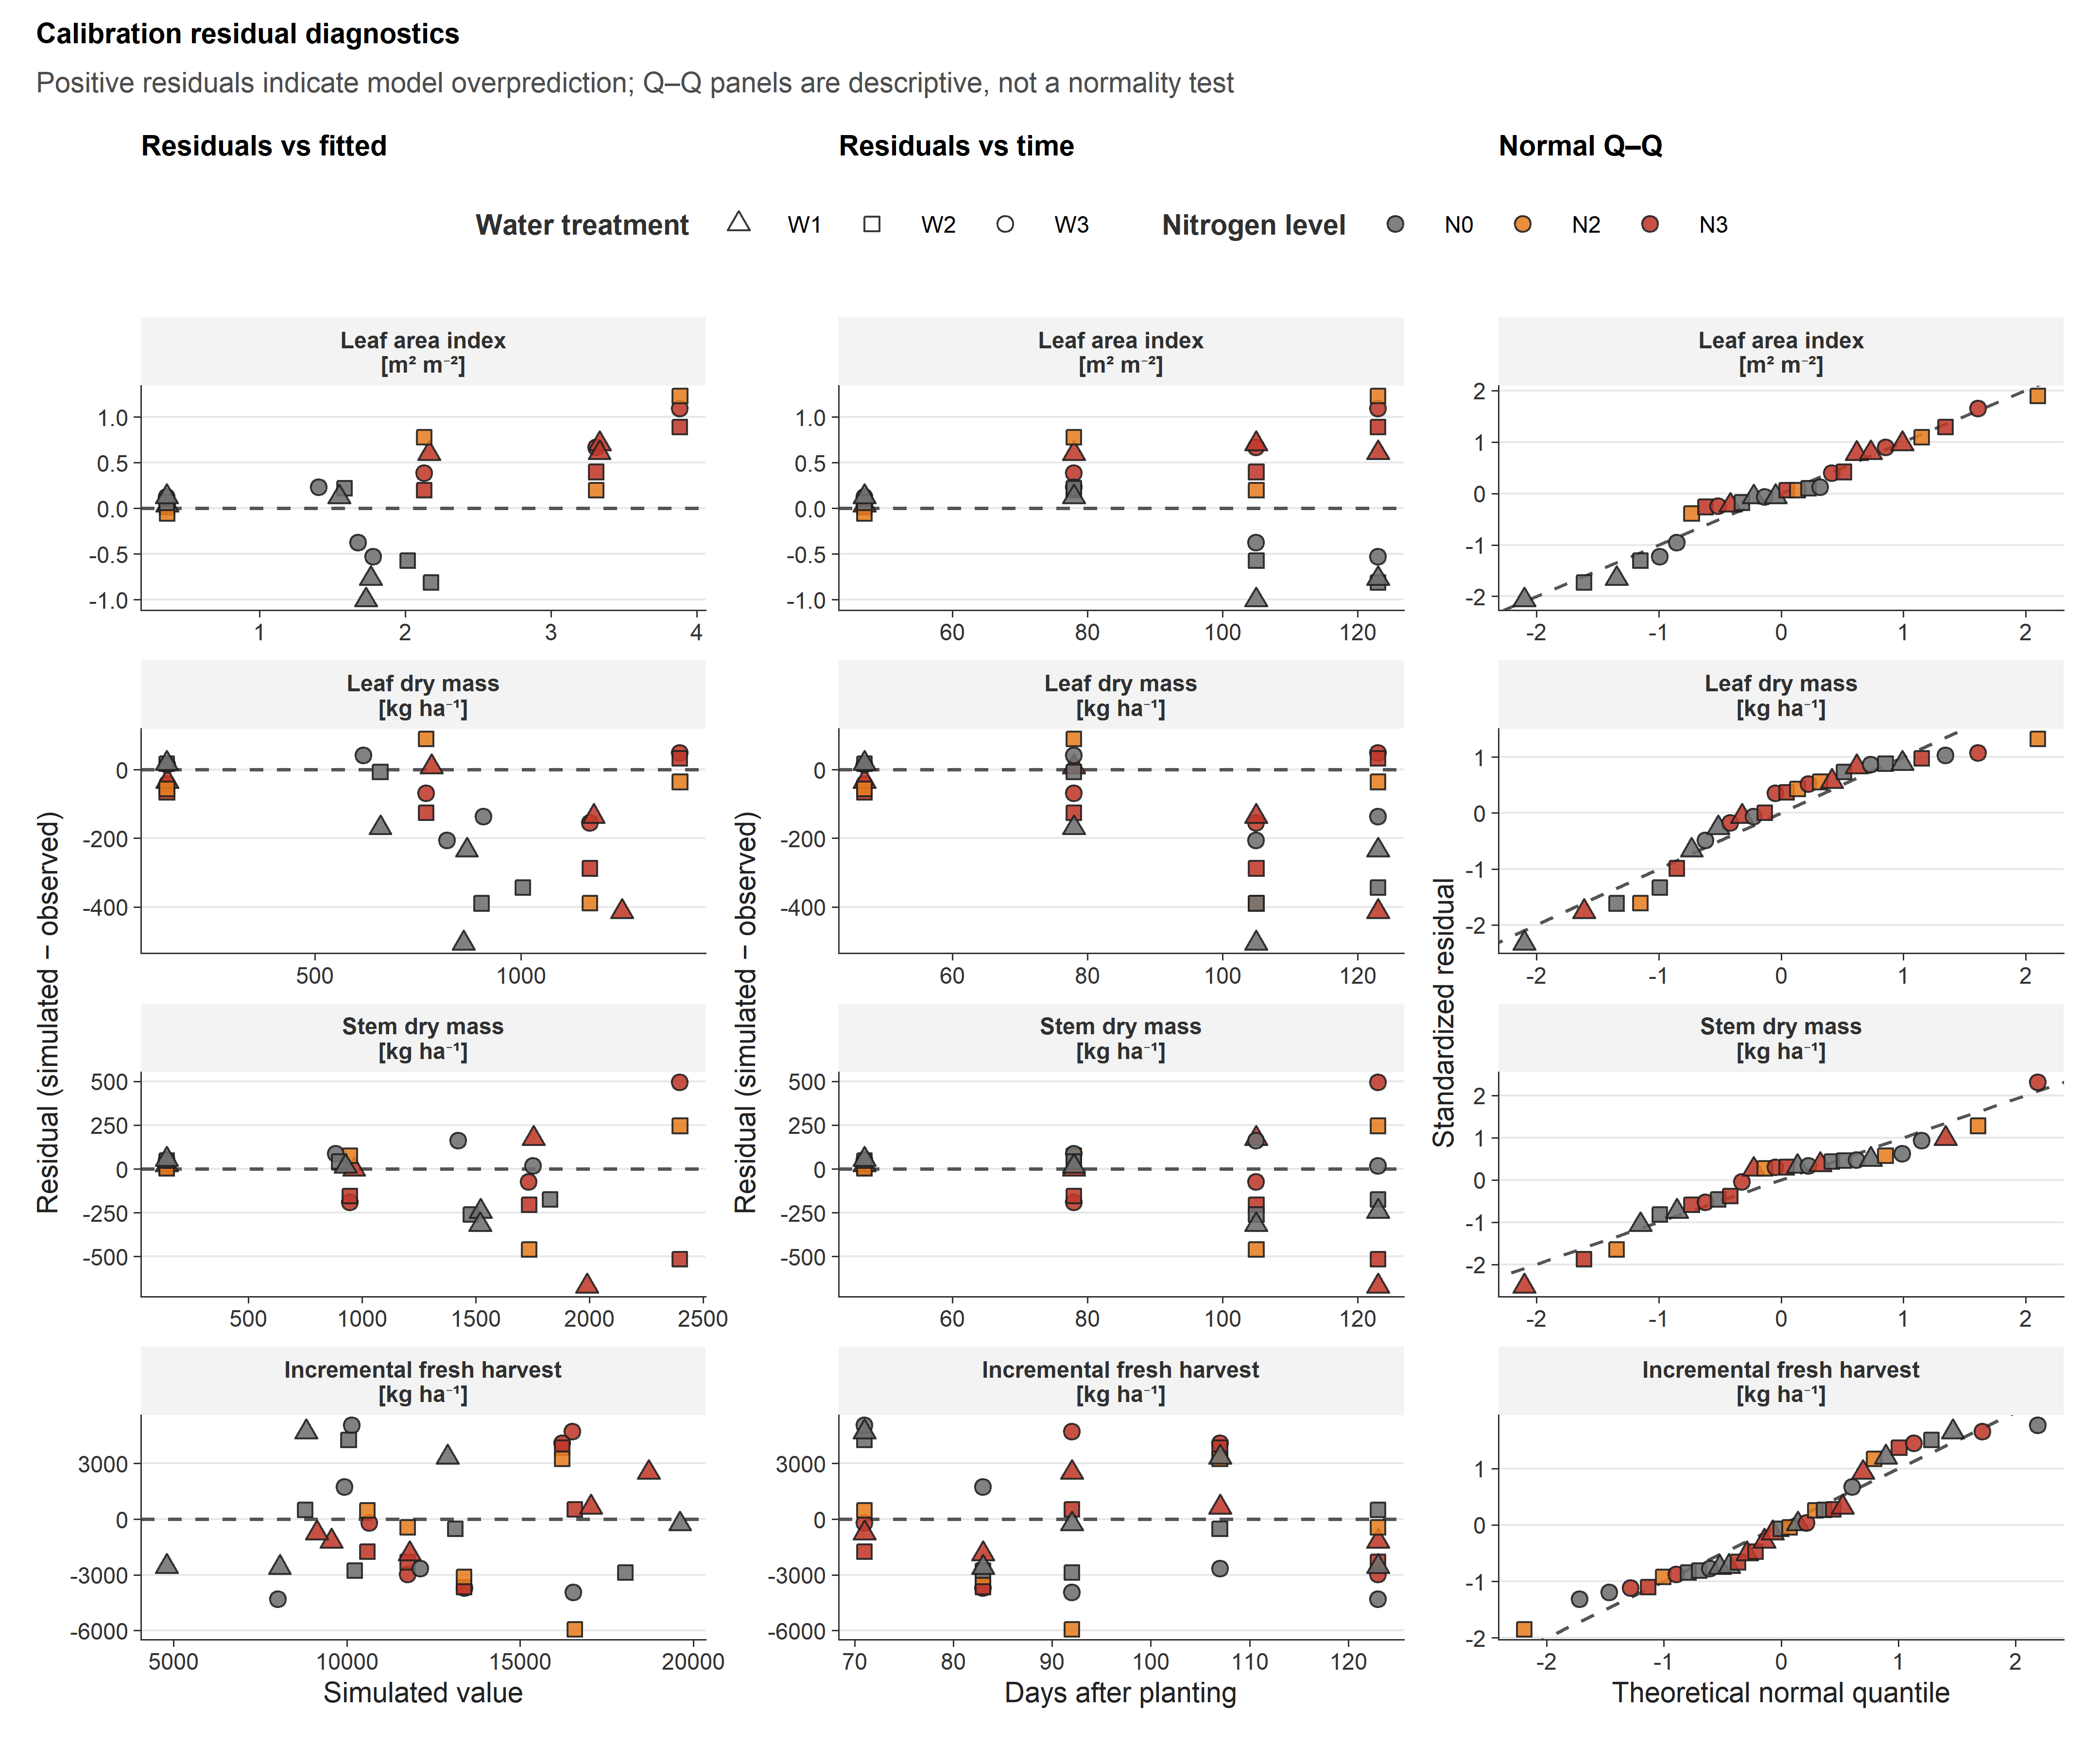 Calibration residual diagnostics
Positive residuals indicate model overprediction; Q–Q panels are descriptive, not a normality test
Residuals vs fitted
Residuals vs time
Normal Q–Q
Water treatment W1 W2 W3 Nitrogen level N0 N2 N3
Leaf area index
[m² m⁻²]
1.0
0.5
0.0
-0.5
-1.0
1 2 3 4
Leaf area index
[m² m⁻²]
1.0
0.5
0.0
-0.5
-1.0
60 80 100 120
Leaf area index
[m² m⁻²]
2
1
0
-1
-2
-2 -1 0 1 2
Leaf dry mass
[kg ha⁻¹]
0
-200
-400
500 1000
Leaf dry mass
[kg ha⁻¹]
0
-200
-400
60 80 100 120
Leaf dry mass
[kg ha⁻¹]
1
0
-1
-2
-2 -1 0 1 2
Residual (simulated − observed)
Residual (simulated − observed)
Standardized residual
Stem dry mass
[kg ha⁻¹]
500
250
0
-250
-500
500 1000 1500 2000 2500
Stem dry mass
[kg ha⁻¹]
500
250
0
-250
-500
60 80 100 120
Stem dry mass
[kg ha⁻¹]
2
1
0
-1
-2
-2 -1 0 1 2
Incremental fresh harvest
[kg ha⁻¹]
3000
0
-3000
-6000
5000 10000 15000 20000
Simulated value
Incremental fresh harvest
[kg ha⁻¹]
3000
0
-3000
-6000
70 80 90 100 110 120
Days after planting
Incremental fresh harvest
[kg ha⁻¹]
1
0
-1
-2
-2 -1 0 1 2
Theoretical normal quantile